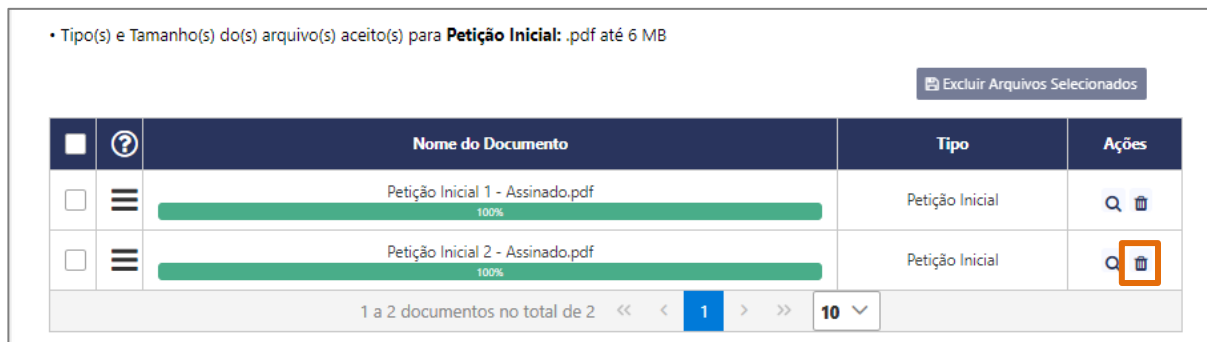 • Tipo(s) e Tamanho(s) do(s) arquivo(s) aceito(s) para Petição Inicial: .pdf até 6 MB
Excluir Arquivos Selecionados
? Nome do Documento Tipo Ações
Petição Inicial 1 - Assinado.pdf
100%
Petição Inicial
Petição Inicial 2 - Assinado.pdf
100%
Petição Inicial
1 a 2 documentos no total de 2 << < 1 > >> 10